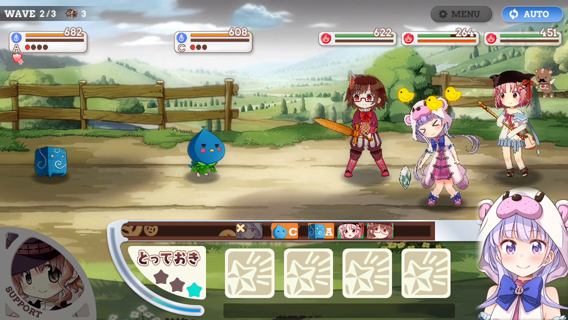 WAVE 2/3 3
MENU
AUTO
682
A
608
C
622
264
451
C
A
とっておき
SUPPORT